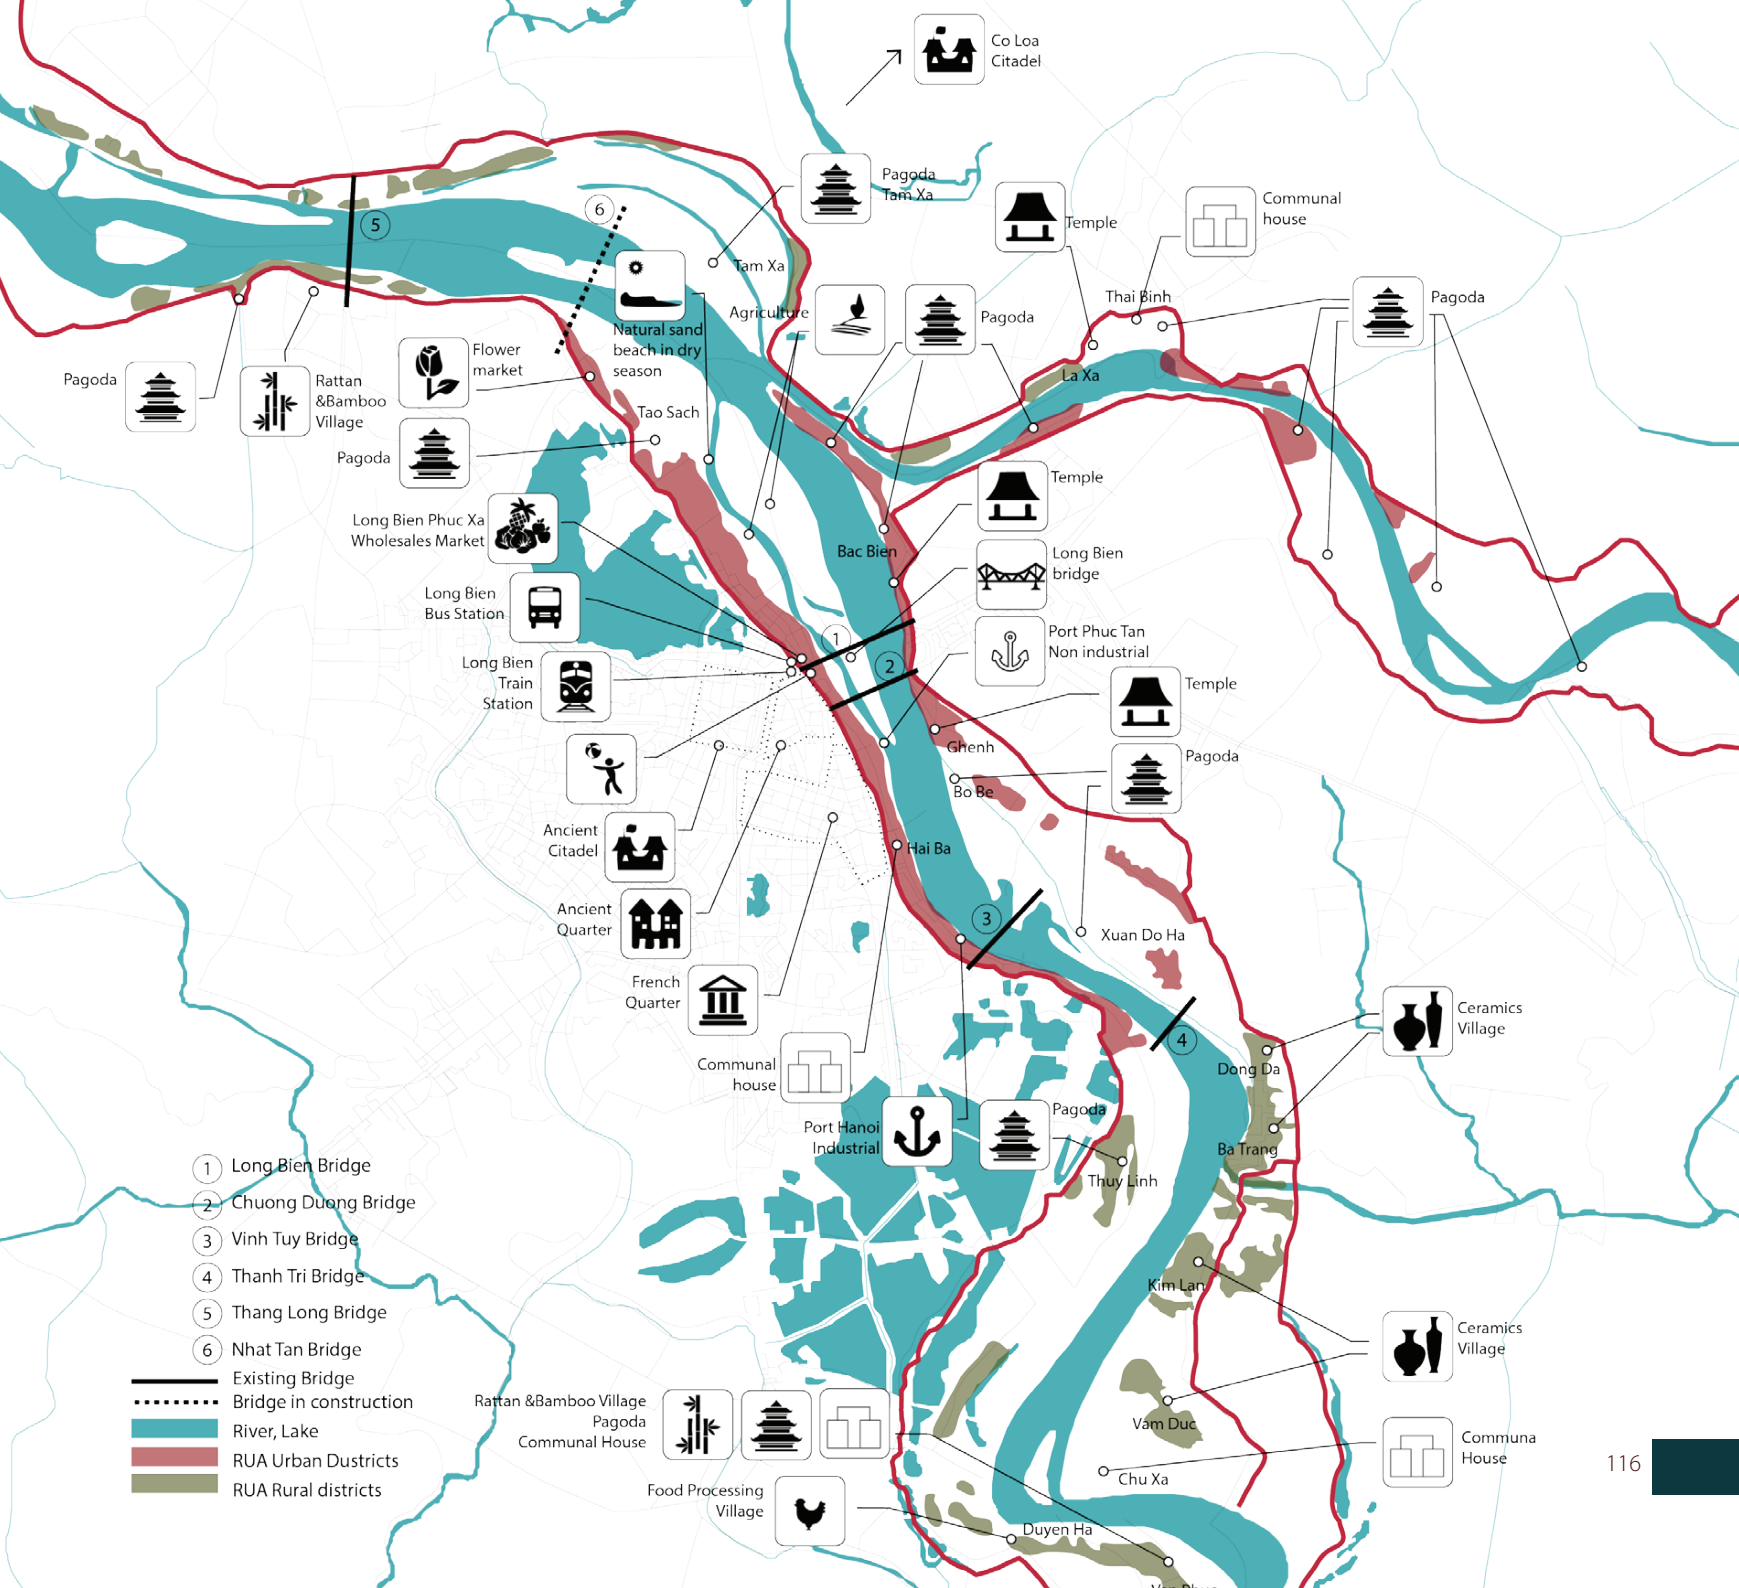 Co Loa
Citadel
Pagoda
Tam Xa
Temple
Communal
house
5
6
Tam Xa
Agriculture
Natural sand
beach in dry
season
Pagoda
Thai Binh
Pagoda
La Xa
Pagoda
Rattan
&Bamboo
Village
Flower
market
Tao Sach
Pagoda
Temple
Long Bien Phuc Xa
Wholesales Market
Bac Bien
Long Bien
bridge
Long Bien
Bus Station
1
2
Port Phuc Tan
Non industrial
Long Bien
Train
Station
Temple
Ghenh
Pagoda
Bo Be
Ancient
Citadel
Hai Ba
Ancient
Quarter
3
Xuan Do Ha
French
Quarter
4
Ceramics
Village
Communal
house
Dong Da
Port Hanoi
Industrial
Pagoda
Ba Trang
Thuy Linh
1 Long Bien Bridge
2 Chuong Duong Bridge
3 Vinh Tuy Bridge
4 Thanh Tri Bridge
5 Thang Long Bridge
6 Nhat Tan Bridge
Existing Bridge
Bridge in construction
River, Lake
RUA Urban Dustricts
RUA Rural districts
Kim Lan
Ceramics
Village
Rattan &Bamboo Village
Pagoda
Communal House
Vam Duc
Communa
House
Chu Xa
116
Food Processing
Village
Duyen Ha